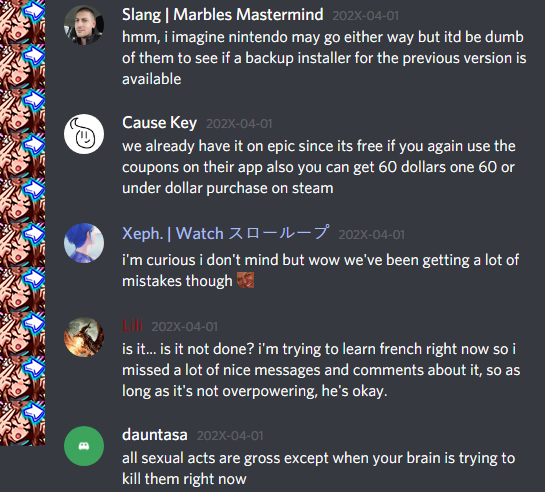 Slang | Marbles Mastermind 202X-04-01
hmm, i imagine nintendo may go either way but itd be dumb
of them to see if a backup installer for the previous version is
available
Cause Key 202X-04-01
we already have it on epic since its free if you again use the
coupons on their app also you can get 60 dollars one 60 or
under dollar purchase on steam
Xeph. | Watch スローループ 202X-04-01
i'm curious i don't mind but wow we've been getting a lot of
mistakes though
Lili 202X-04-01
is it... is it not done? i'm trying to learn french right now so i
missed a lot of nice messages and comments about it, so as
long as it's not overpowering, he's okay.
dauntasa 202X-04-01
all sexual acts are gross except when your brain is trying to
kill them right now